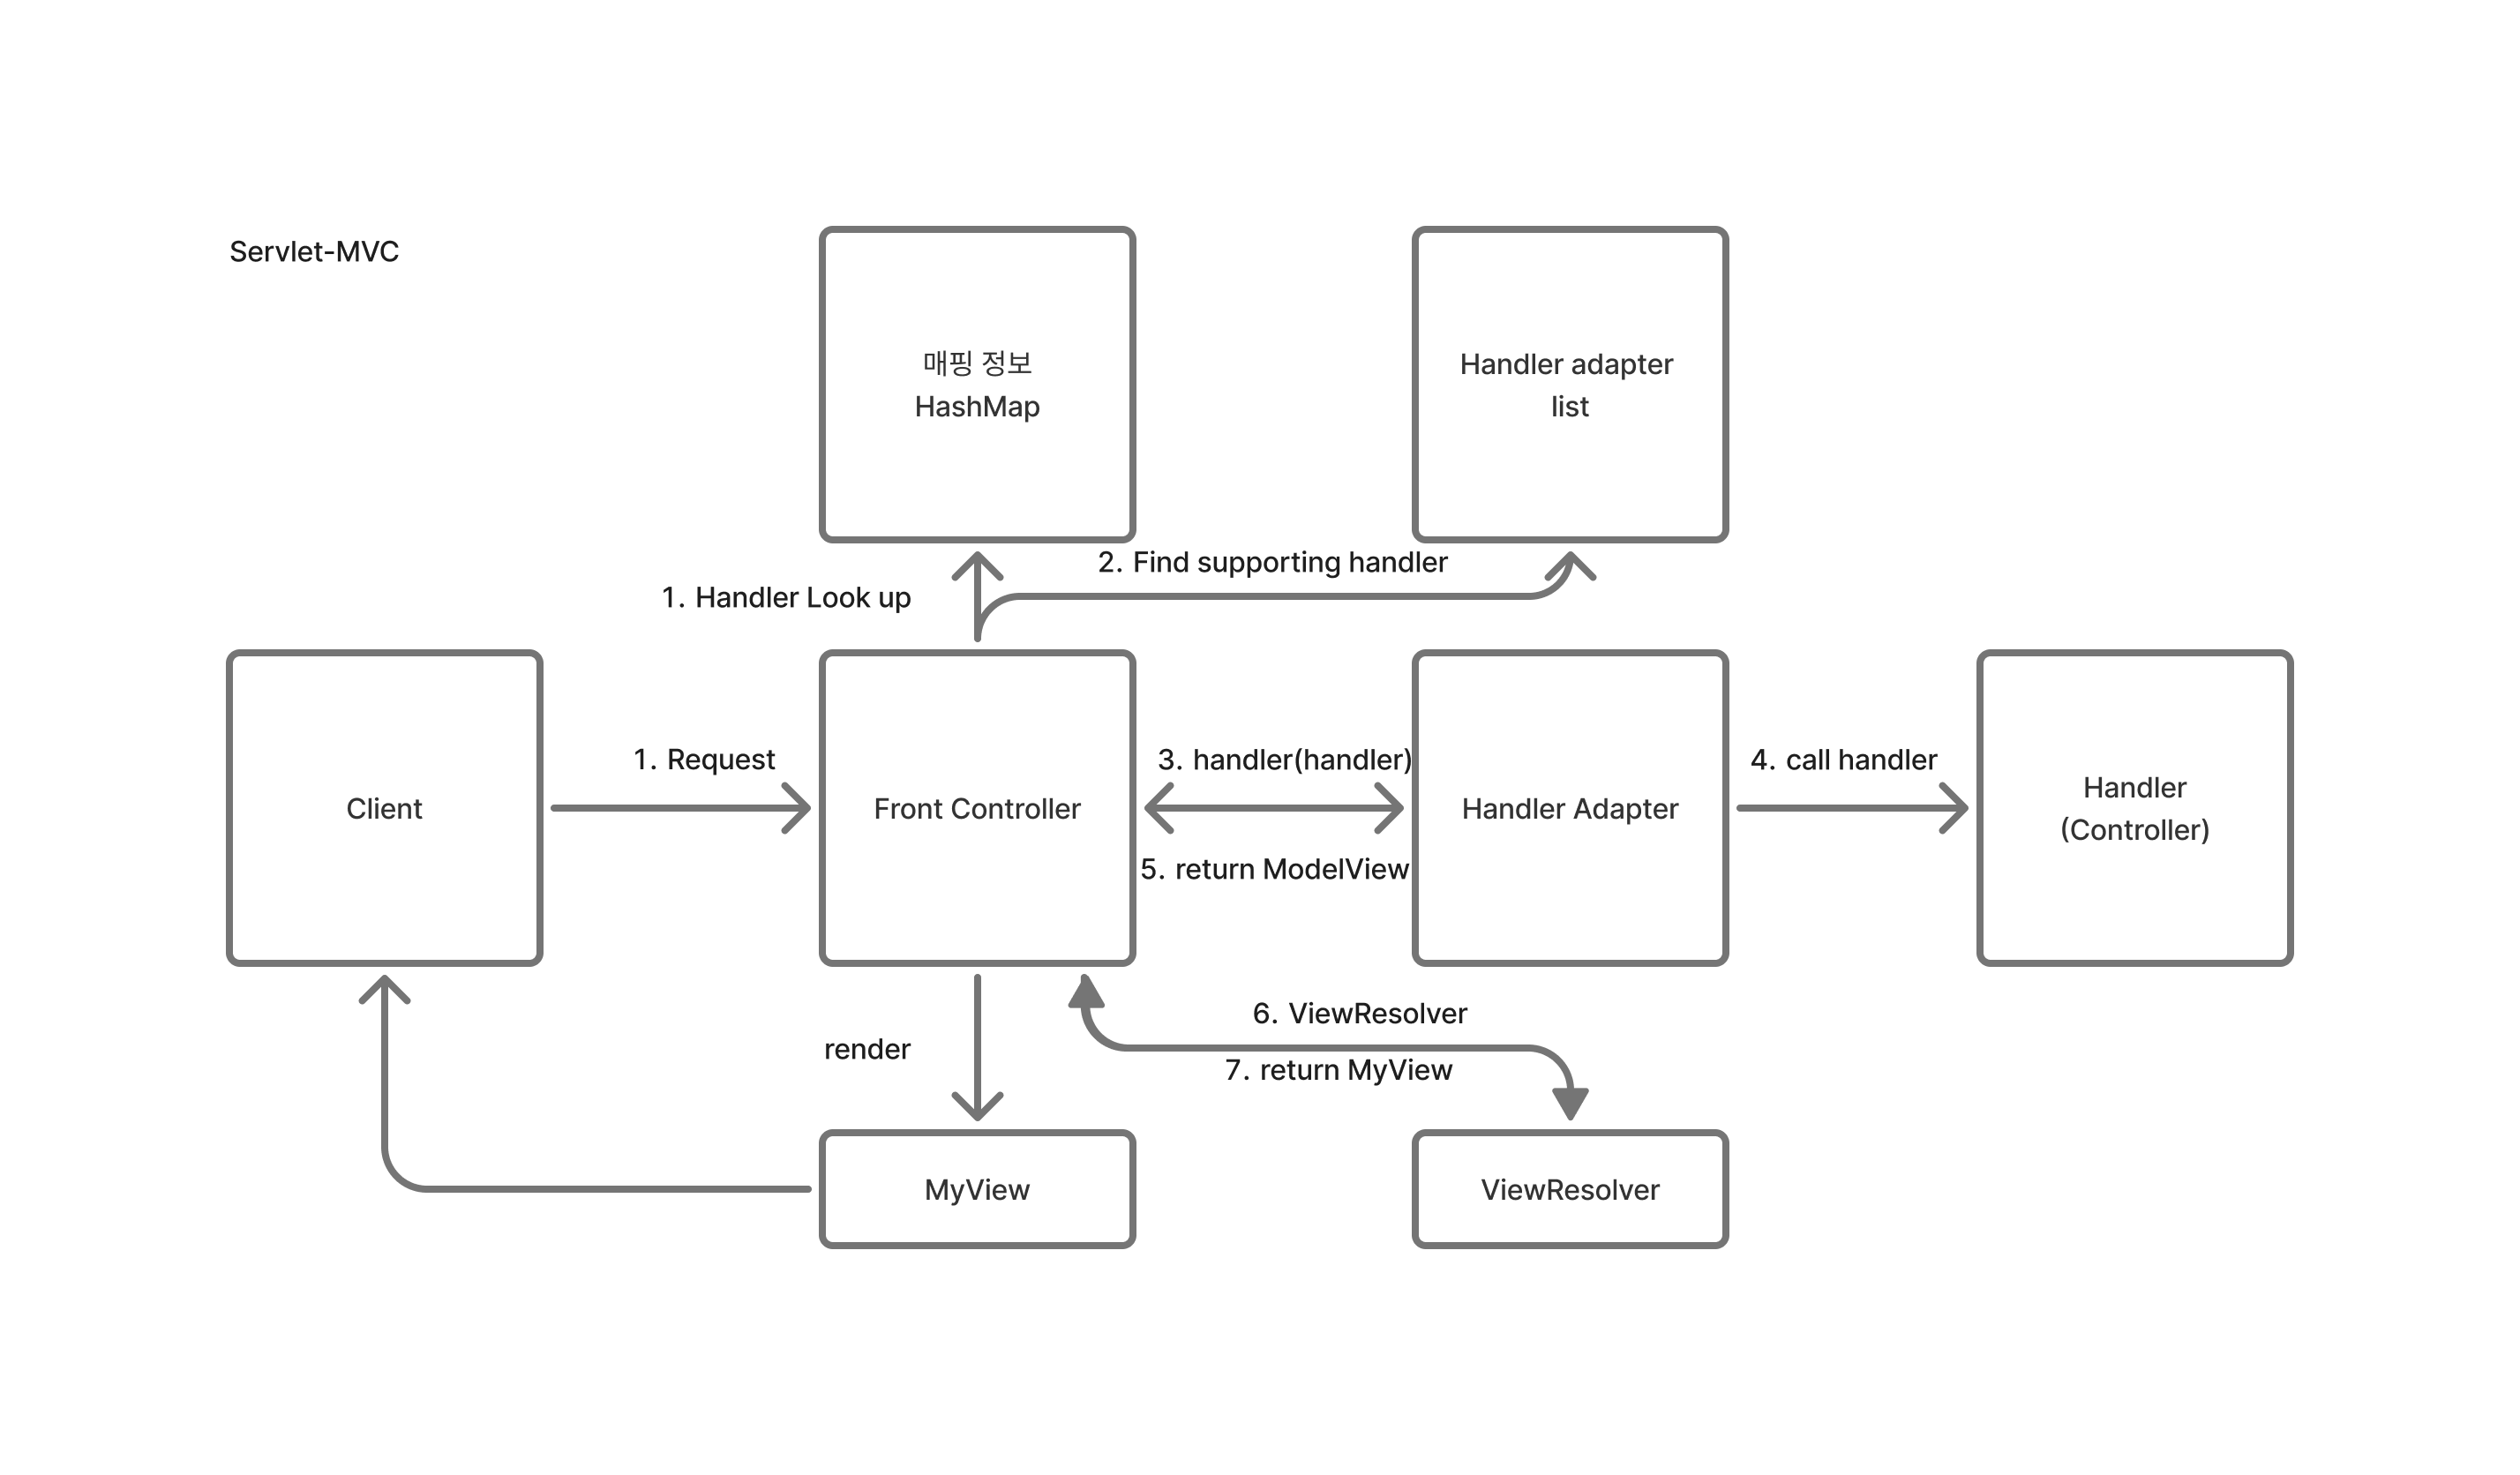 Servlet-MVC
매핑 정보
HashMap
Handler adapter
list
2. Find supporting handler
1. Handler Look up
Client
1. Request
Front Controller
3. handler(handler)
5. return ModelView
Handler Adapter
4. call handler
Handler
(Controller)
render
6. ViewResolver
7. return MyView
MyView
ViewResolver